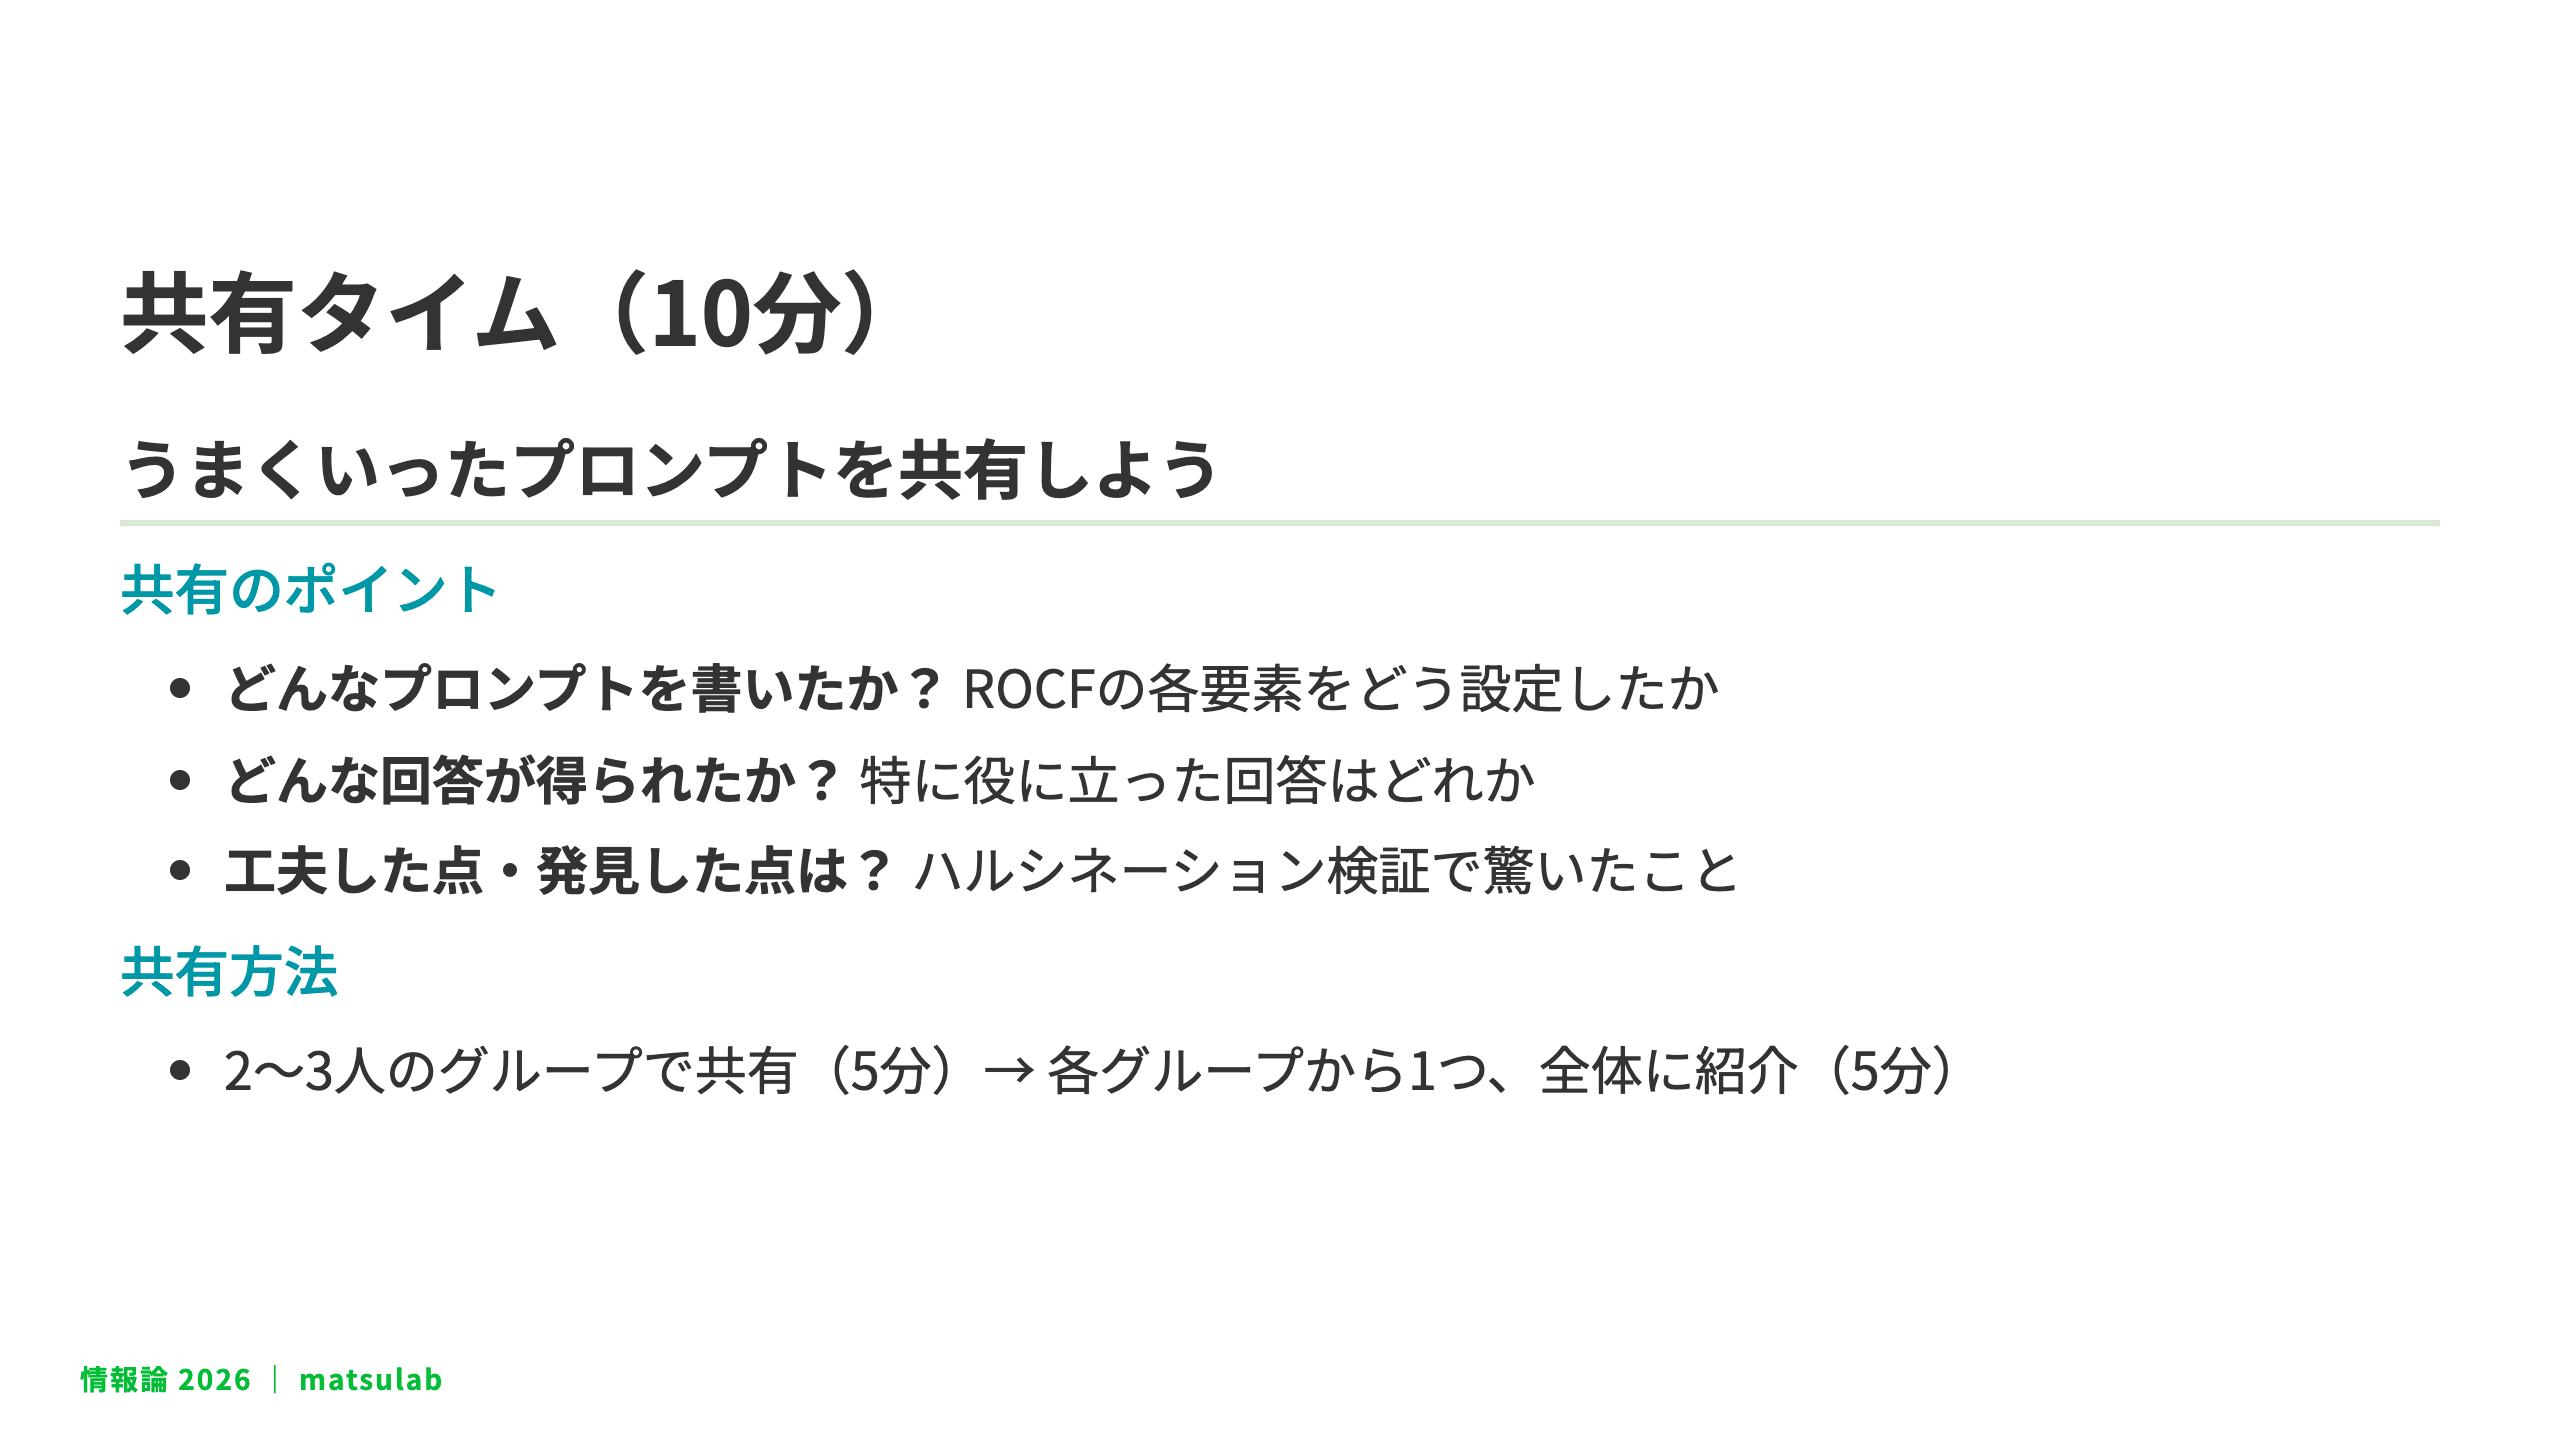 共有タイム（10分）
うまくいったプロンプトを共有しよう
共有のポイント
• どんなプロンプトを書いたか？ ROCFの各要素をどう設定したか
• どんな回答が得られたか？ 特に役に立った回答はどれか
• 工夫した点・発見した点は？ ハルシネーション検証で驚いたこと
共有方法
• 2〜3人のグループで共有（5分）→ 各グループから1つ、全体に紹介（5分）
情報論 2026 ｜ matsulab